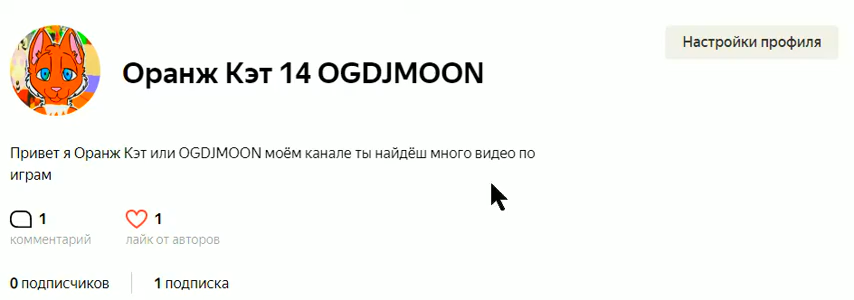 Настройки профиля
Оранж Кэт 14 OGDJMOON
Привет я Оранж Кэт или OGDJMOON моём канале ты найдёш много видео по
играм
1 1
комментарий лайк от авторов
0 подписчиков 1 подписка